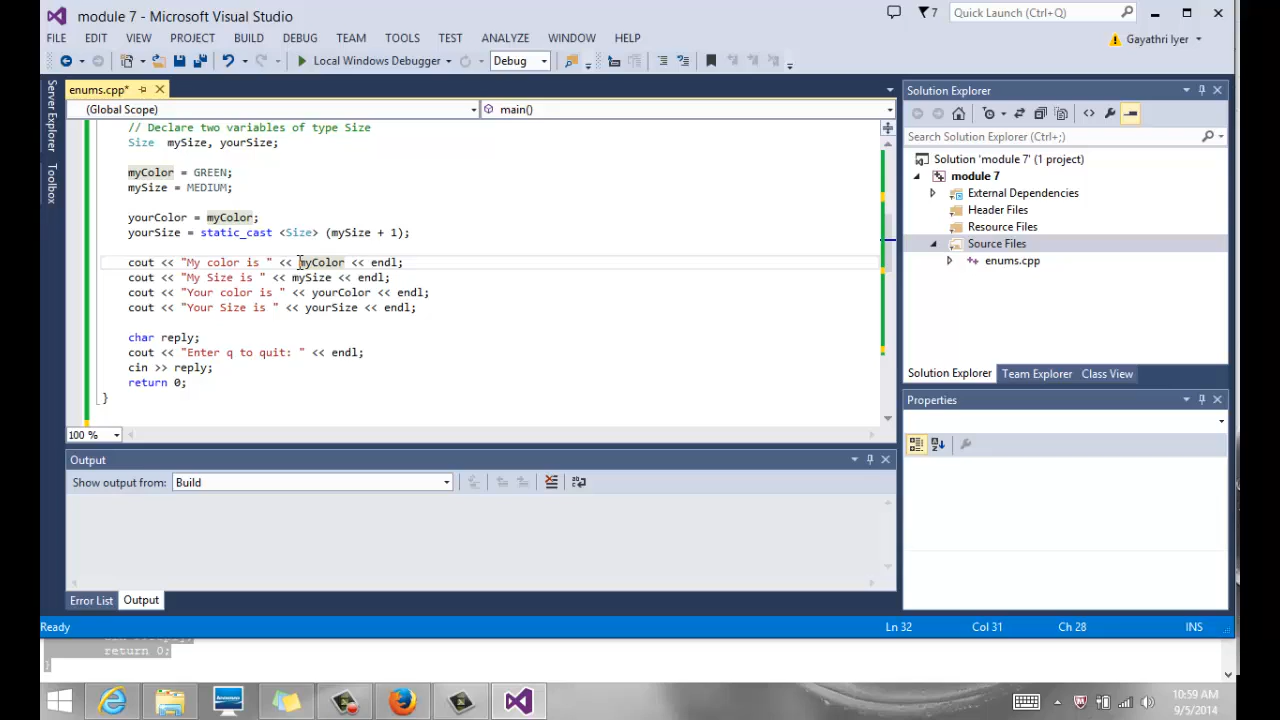 module 7 - Microsoft Visual Studio
7
Quick Launch (Ctrl+Q)
FILE EDIT VIEW PROJECT BUILD DEBUG TEAM TOOLS TEST ANALYZE WINDOW HELP
Gayathri Iyer
Local Windows Debugger
Debug
Server Explorer
Toolbox
enums.cpp*
(Global Scope)
main()
// Declare two variables of type Size
Size  mySize, yourSize;
myColor = GREEN;
mySize = MEDIUM;
yourColor = myColor;
yourSize = static_cast <Size> (mySize + 1);
cout << "My color is " << myColor << endl;
cout << "My Size is " << mySize << endl;
cout << "Your color is " << yourColor << endl;
cout << "Your Size is " << yourSize << endl;
char reply;
cout << "Enter q to quit: " << endl;
cin >> reply;
return 0;
}
100 %
Output
Show output from: Build
Error List Output
Solution Explorer
Search Solution Explorer (Ctrl+;)
Solution 'module 7' (1 project)
module 7
External Dependencies
Header Files
Resource Files
Source Files
enums.cpp
Solution Explorer Team Explorer Class View
Properties
Ready
Ln 32 Col 31 Ch 28 INS
return 0;
}
10:59 AM
9/5/2014